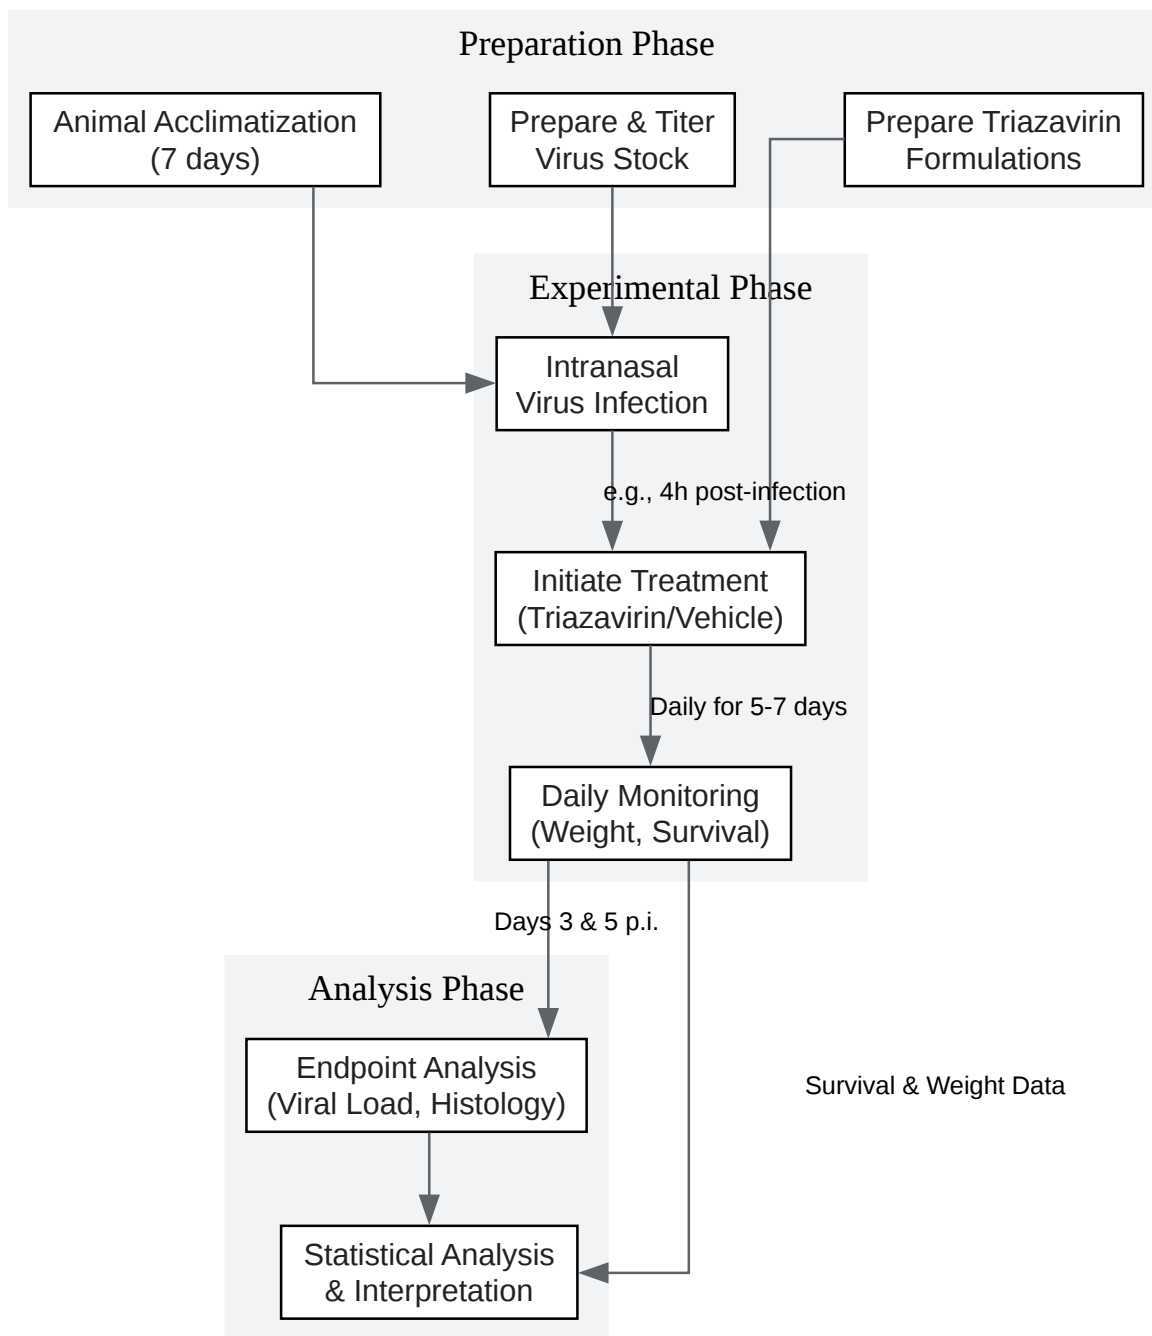 Preparation Phase
Animal Acclimatization
(7 days)
Prepare & Titer
Virus Stock
Prepare Triazavirin
Formulations
Experimental Phase
Intranasal
Virus Infection
e.g., 4h post-infection
Initiate Treatment
(Triazavirin/Vehicle)
Daily for 5-7 days
Daily Monitoring
(Weight, Survival)
Days 3 & 5 p.i.
Analysis Phase
Endpoint Analysis
(Viral Load, Histology)
Survival & Weight Data
Statistical Analysis
& Interpretation